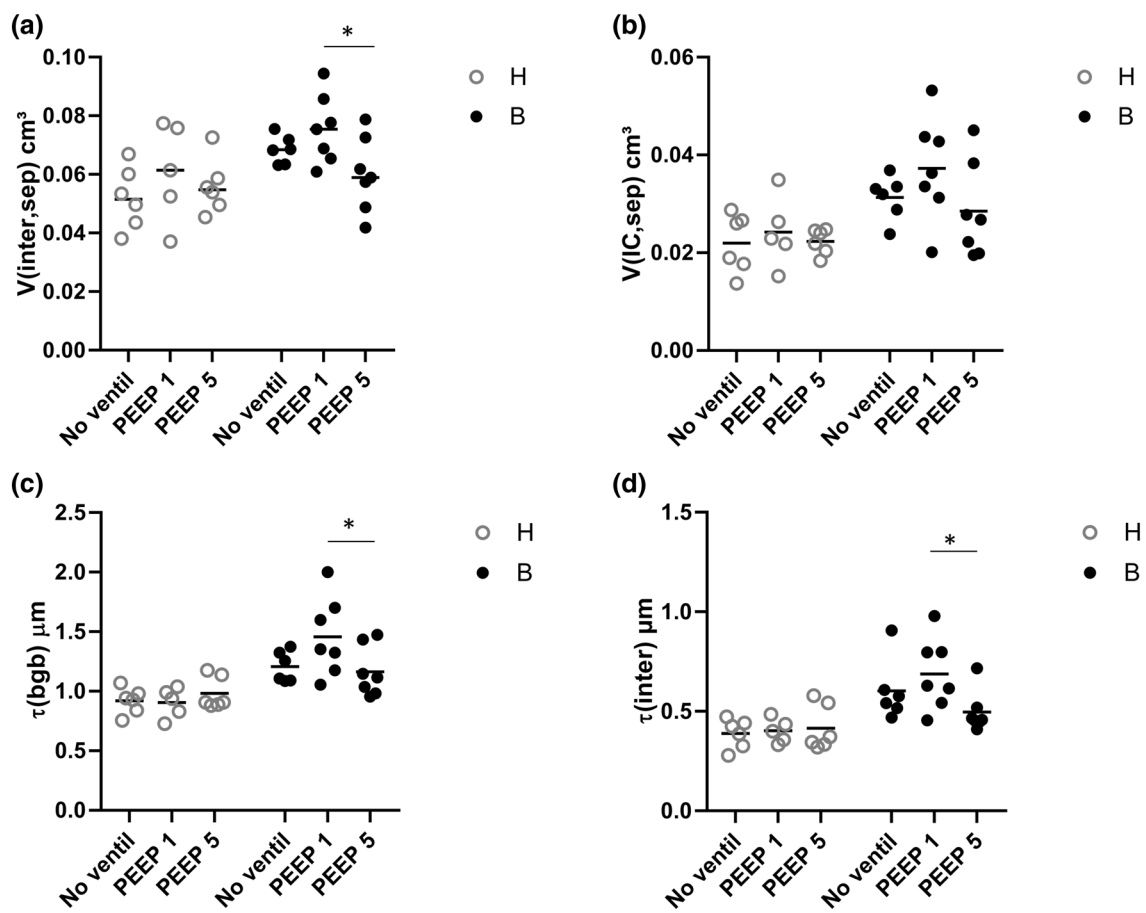 (a)
*
0.10
0.08
0.06
0.04
0.02
0.00
V(inter,sep) cm³
No ventil
PEEP 1
PEEP 5
No ventil
PEEP 1
PEEP 5
H
B
(b)
0.06
0.04
0.02
0.00
V(IC,sep) cm³
No ventil
PEEP 1
PEEP 5
No ventil
PEEP 1
PEEP 5
H
B
(c)
*
2.5
2.0
1.5
1.0
0.5
0.0
τ(bgb) μm
No ventil
PEEP 1
PEEP 5
No ventil
PEEP 1
PEEP 5
H
B
(d)
*
1.5
1.0
0.5
0.0
τ(inter) µm
No ventil
PEEP 1
PEEP 5
No ventil
PEEP 1
PEEP 5
H
B